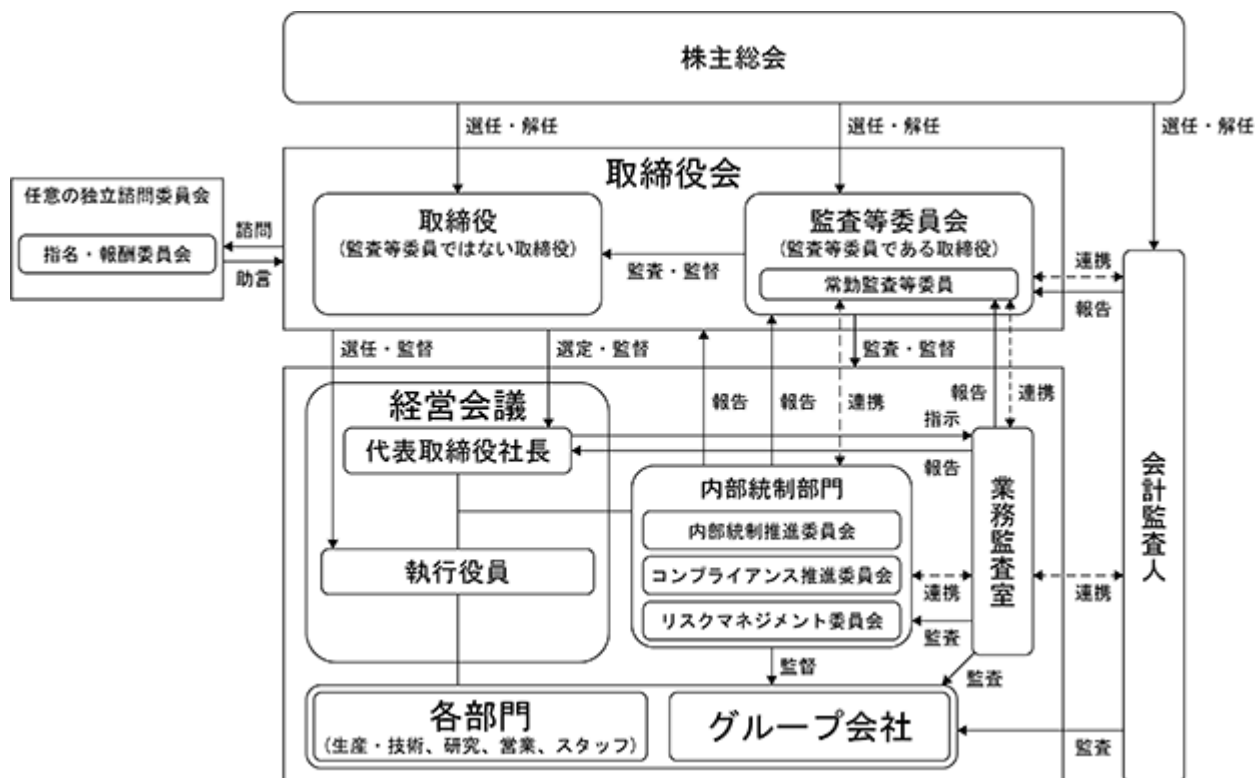 株主総会
選任・解任
選任・解任
選任・解任
取締役会
任意の独立諮問委員会
指名・報酬委員会
諮問
助言
取締役
(監査等委員ではない取締役)
監査・監督
監査等委員会
(監査等委員である取締役)
常勤監査等委員
連携
報告
選任・監督
選定・監督
監査・監督
経営会議
代表取締役社長
執行役員
報告
報告
連携
報告
連携
指示
報告
内部統制部門
内部統制推進委員会
コンプライアンス推進委員会
リスクマネジメント委員会
業務監査室
会計監査人
連携
連携
監査
監督
監査
各部門
(生産・技術、研究、営業、スタッフ)
グループ会社
監査